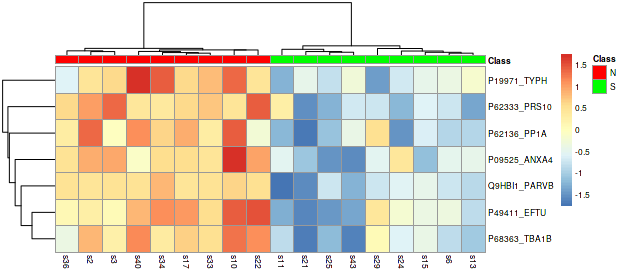 Class
P19971_TYPH
P62333_PRS10
P62136_PP1A
P09525_ANXA4
Q9HBI1_PARVB
P49411_EFTU
P68363_TBA1B
s36 s2 s3 s40 s34 s17 s33 s10 s22 s11 s21 s25 s43 s29 s24 s15 s6 s13
1.5
1
0.5
0
-0.5
-1
-1.5
Class
N
S